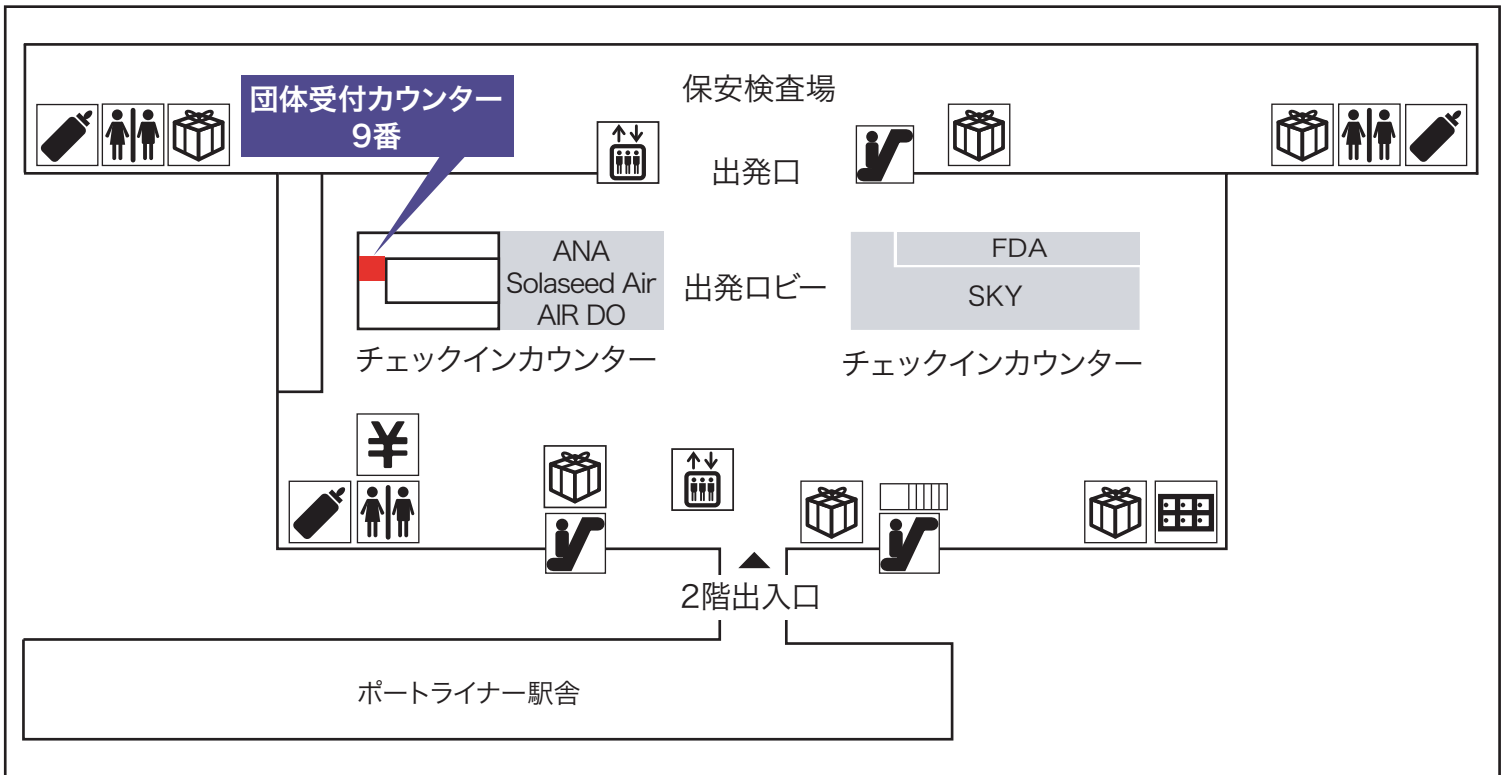 保安検査場
団体受付カウンター
9番
出発口
ANA
Solaseed Air
AIR DO
出発ロビー
FDA
SKY
チェックインカウンター
チェックインカウンター
¥
2階出入口
ポートライナー駅舎